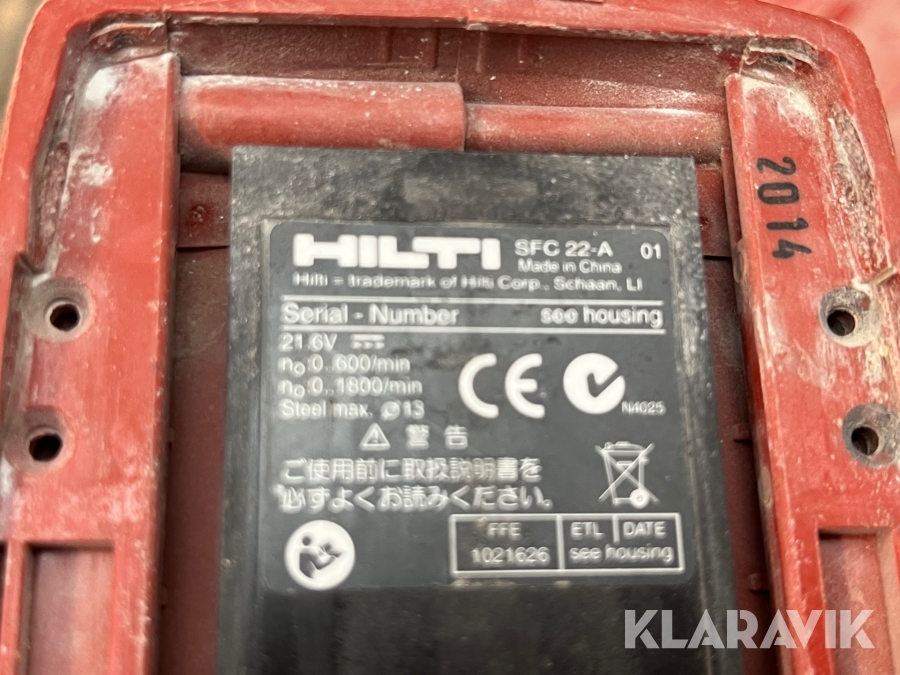 HILTI SFC 22-A 01
Made in China
Hilti = trademark of Hilti Corp., Schaan, LI
Serial - Number see housing
21.6V
no:0..600/min
no:0..1800/min
Steel max. Ø13
N4025
警告
ご使用前に取扱説明書を
必ずよくお読みください。
FFE ETL DATE
1021626 see housing
2014
KLARAVIK